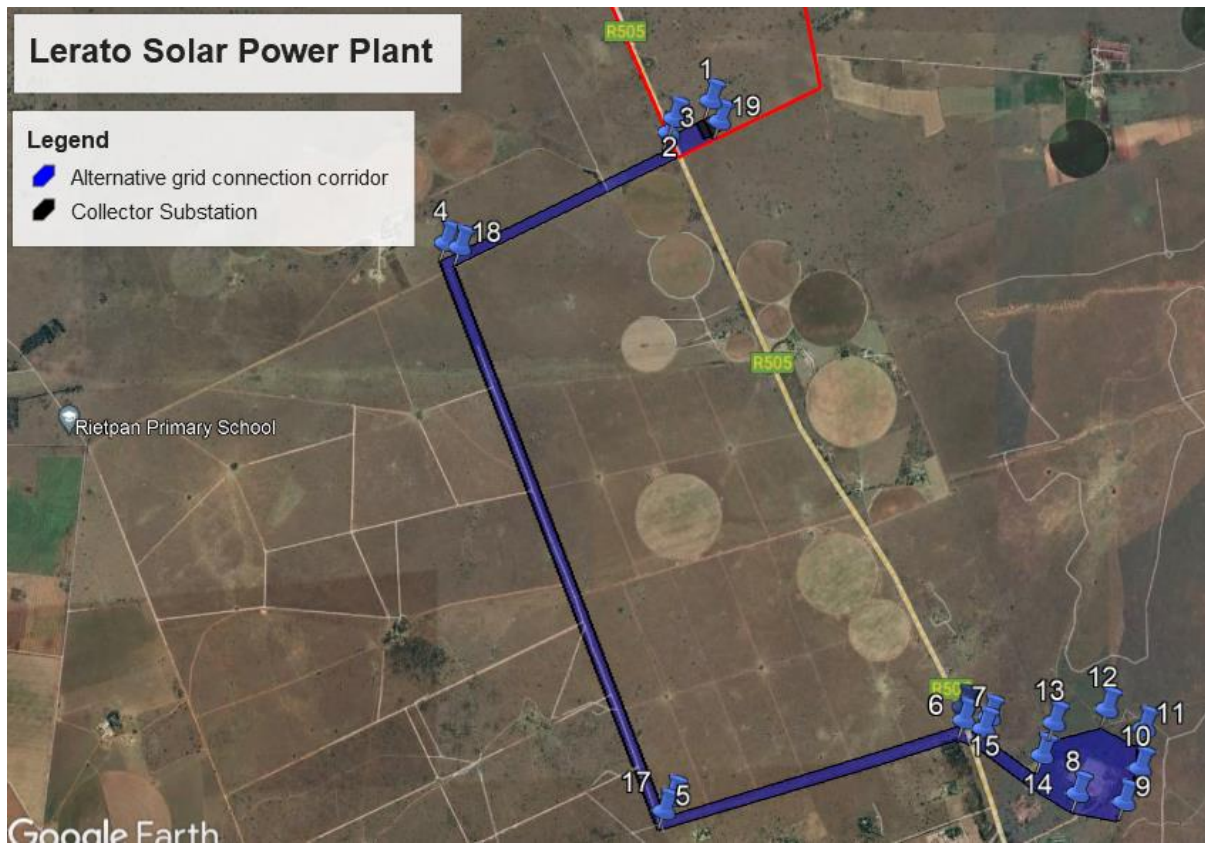 Lerato Solar Power Plant
R505
Legend
Alternative grid connection corridor
Collector Substation
1
19
3
2
4
18
R505
Rietpan Primary School
R50
6
7
15
13
12
11
10
14
8
9
17
5
Google Earth